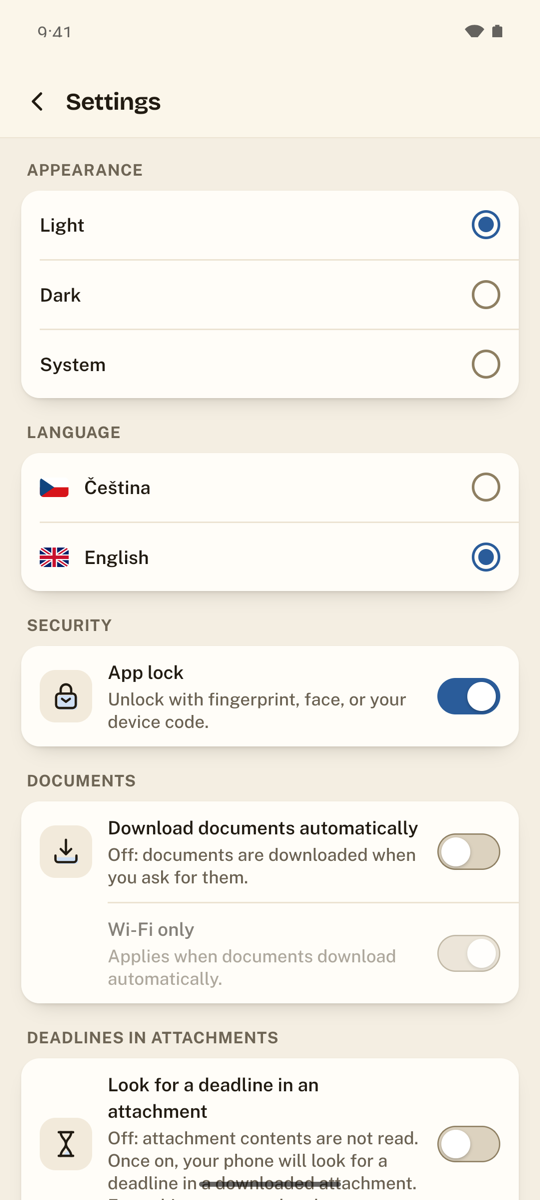 9:41
Settings
APPEARANCE
Light
Dark
System
LANGUAGE
Čeština
English
SECURITY
App lock
Unlock with fingerprint, face, or your
device code.
DOCUMENTS
Download documents automatically
Off: documents are downloaded when
you ask for them.
Wi-Fi only
Applies when documents download
automatically.
DEADLINES IN ATTACHMENTS
Look for a deadline in an
attachment
Off: attachment contents are not read.
Once on, your phone will look for a
deadline in a downloaded attachment.